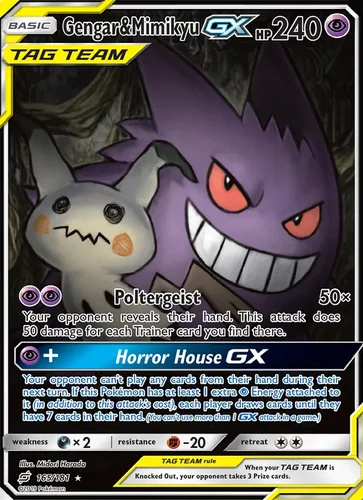 BASIC Gengar&Mimikyu GX HP240
TAG TEAM
Poltergeist 50×
Your opponent reveals their hand. This attack does
50 damage for each Trainer card you find there.
+ Horror House GX
Your opponent can't play any cards from their hand during their
next turn. If this Pokémon has at least 1 extra Energy attached to
it (in addition to this attack's cost), each player draws cards until they
have 7 cards in their hand. (You can't use more than 1 GX attack in a game.)
weakness ×2 resistance -20 retreat
TAG TEAM rule
When your TAG TEAM is Knocked
Out, your opponent takes 3 Prize cards.
Illus. Midori Harada
165/181
©2019 Pokémon